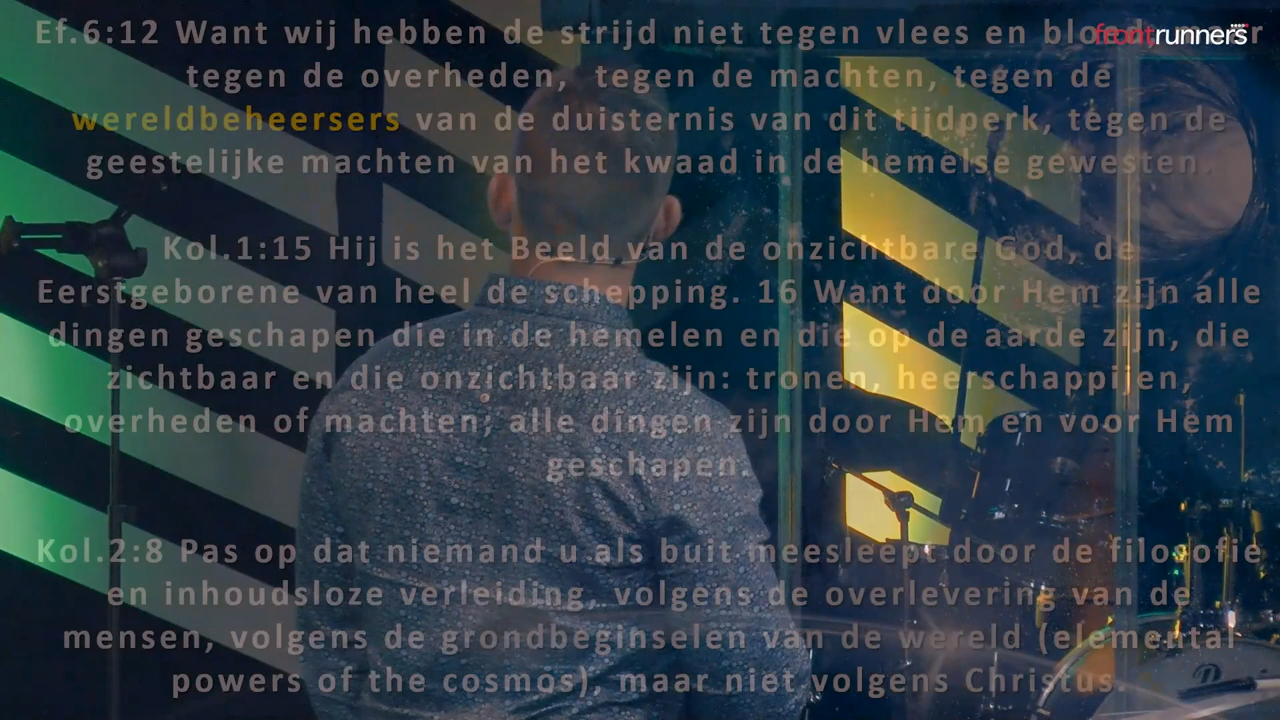 Ef.6:12 Want wij hebben de strijd niet tegen vlees en bloed, maar
frontrunners
tegen de overheden, tegen de machten, tegen de
wereldbeheersers van de duisternis van dit tijdperk, tegen de
geestelijke machten van het kwaad in de hemelse gewesten.
Kol.1:15 Hij is het Beeld van de onzichtbare God, de
Eerstgeborene van heel de schepping. 16 Want door Hem zijn alle
dingen geschapen die in de hemelen en die op de aarde zijn, die
zichtbaar en die onzichtbaar zijn: tronen, heerschappijen,
overheden of machten; alle dingen zijn door Hem en voor Hem
geschapen.
Kol.2:8 Pas op dat niemand u als buit meesleept door de filosofie
en inhoudsloze verleiding, volgens de overlevering van de
mensen, volgens de grondbeginselen van de wereld (elemental
powers of the cosmos), maar niet volgens Christus.